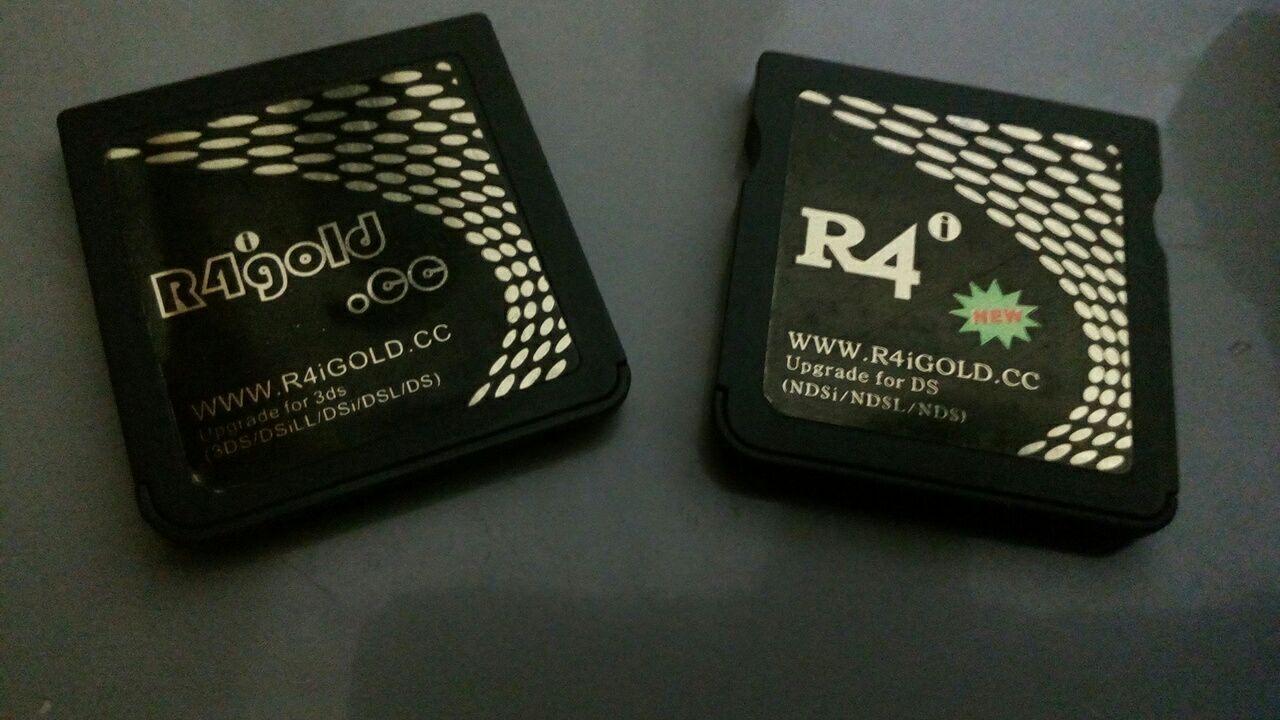 R4igold
.cc
WWW.R4iGOLD.CC
Upgrade for 3ds
(3DS/DSiLL/DSi/DSL/DS)
R4i
NEW
WWW.R4iGOLD.CC
Upgrade for DS
(NDSi/NDSL/NDS)